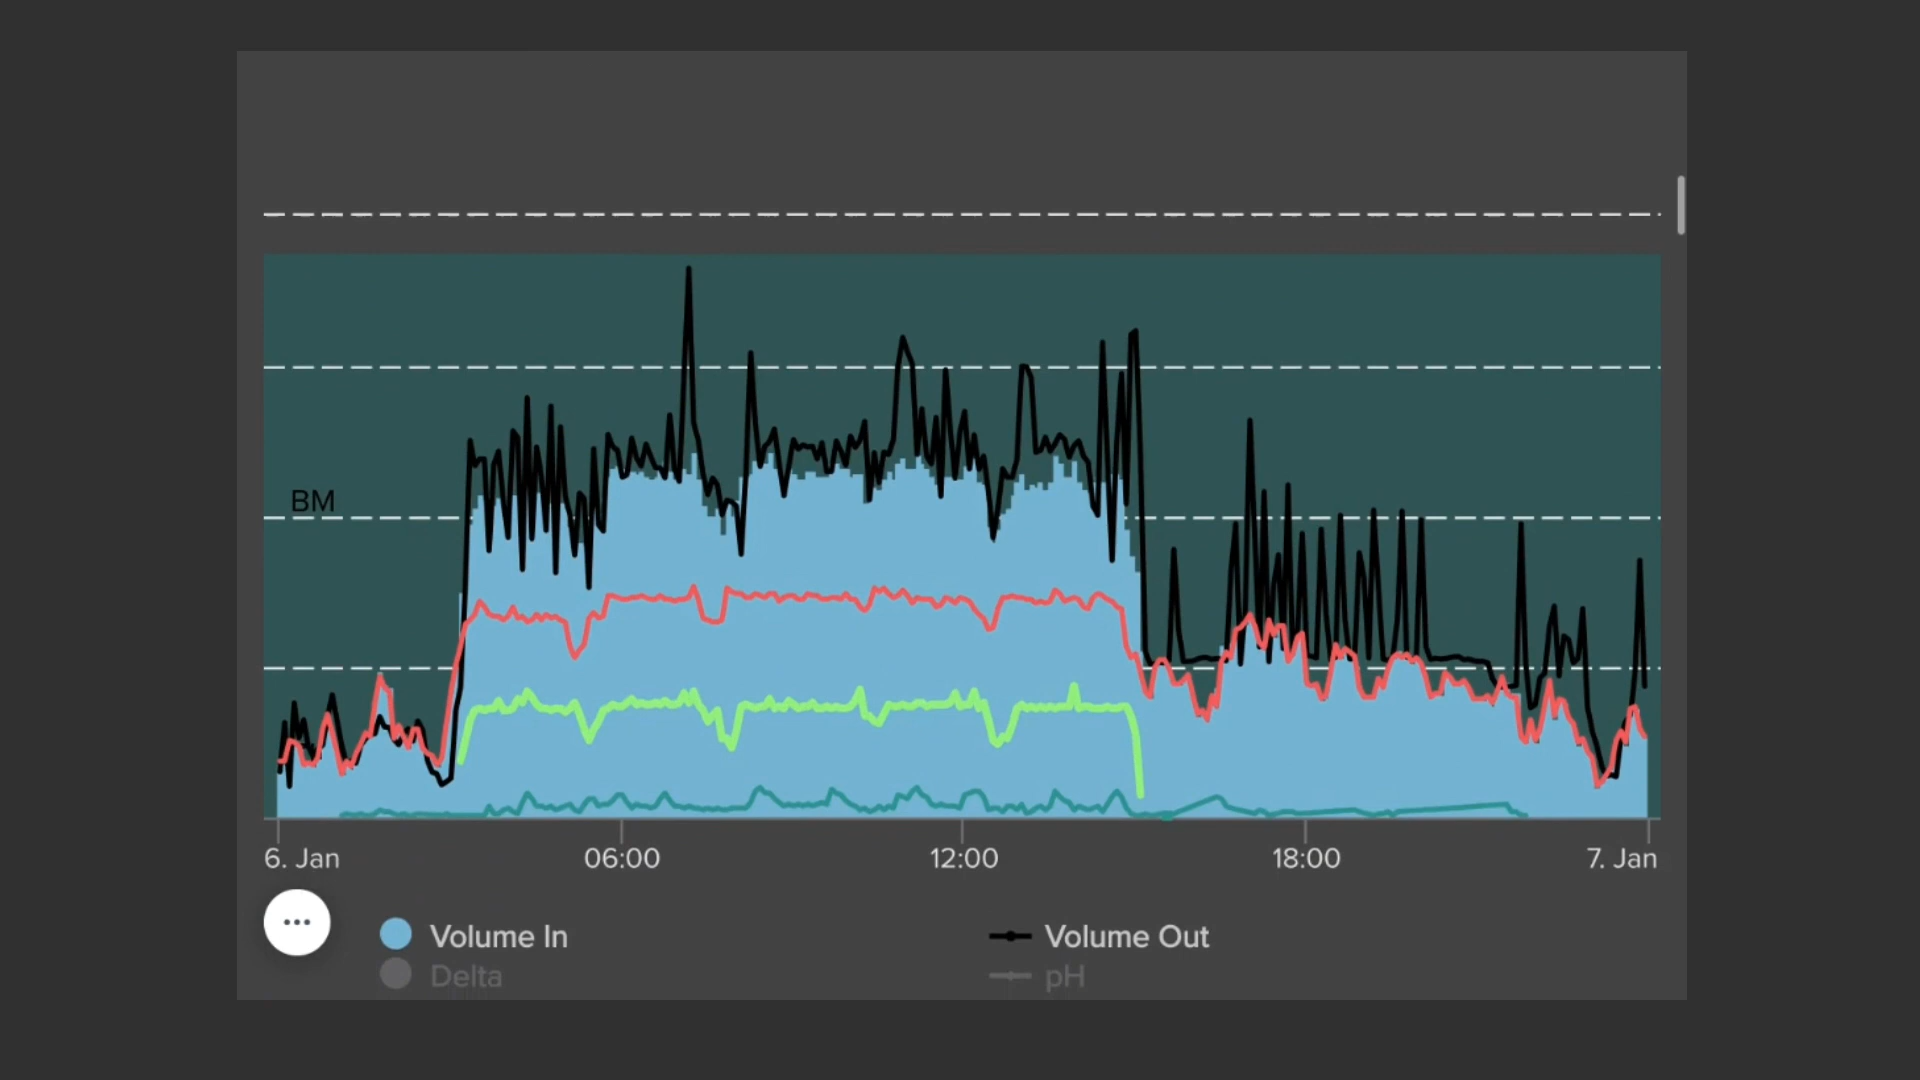 BM
6. Jan 06:00 12:00 18:00 7. Jan
Volume In Volume Out
Delta pH